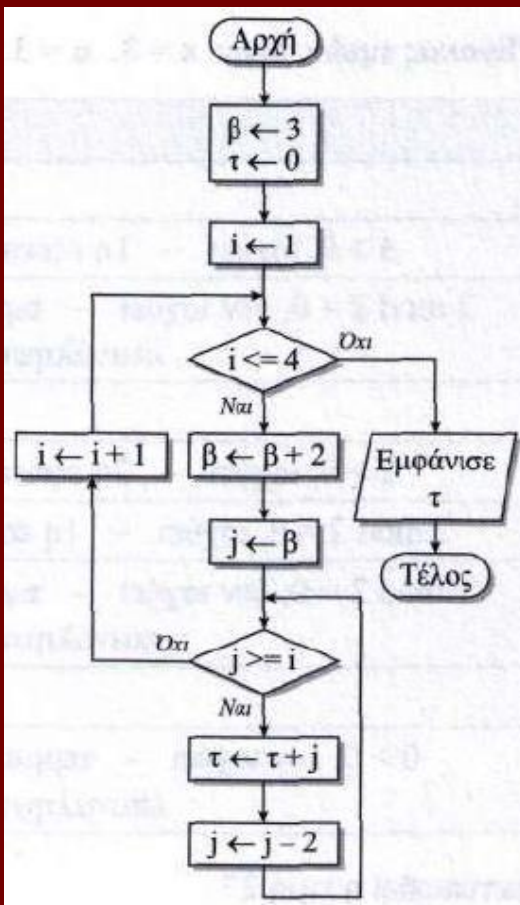 Αρχή
β ← 3
τ ← 0
i ← 1
i <= 4
Όχι
Ναι
i ← i + 1
β ← β + 2
Εμφάνισε
τ
j ← β
Τέλος
Όχι
j >= i
Ναι
τ ← τ + j
j ← j − 2